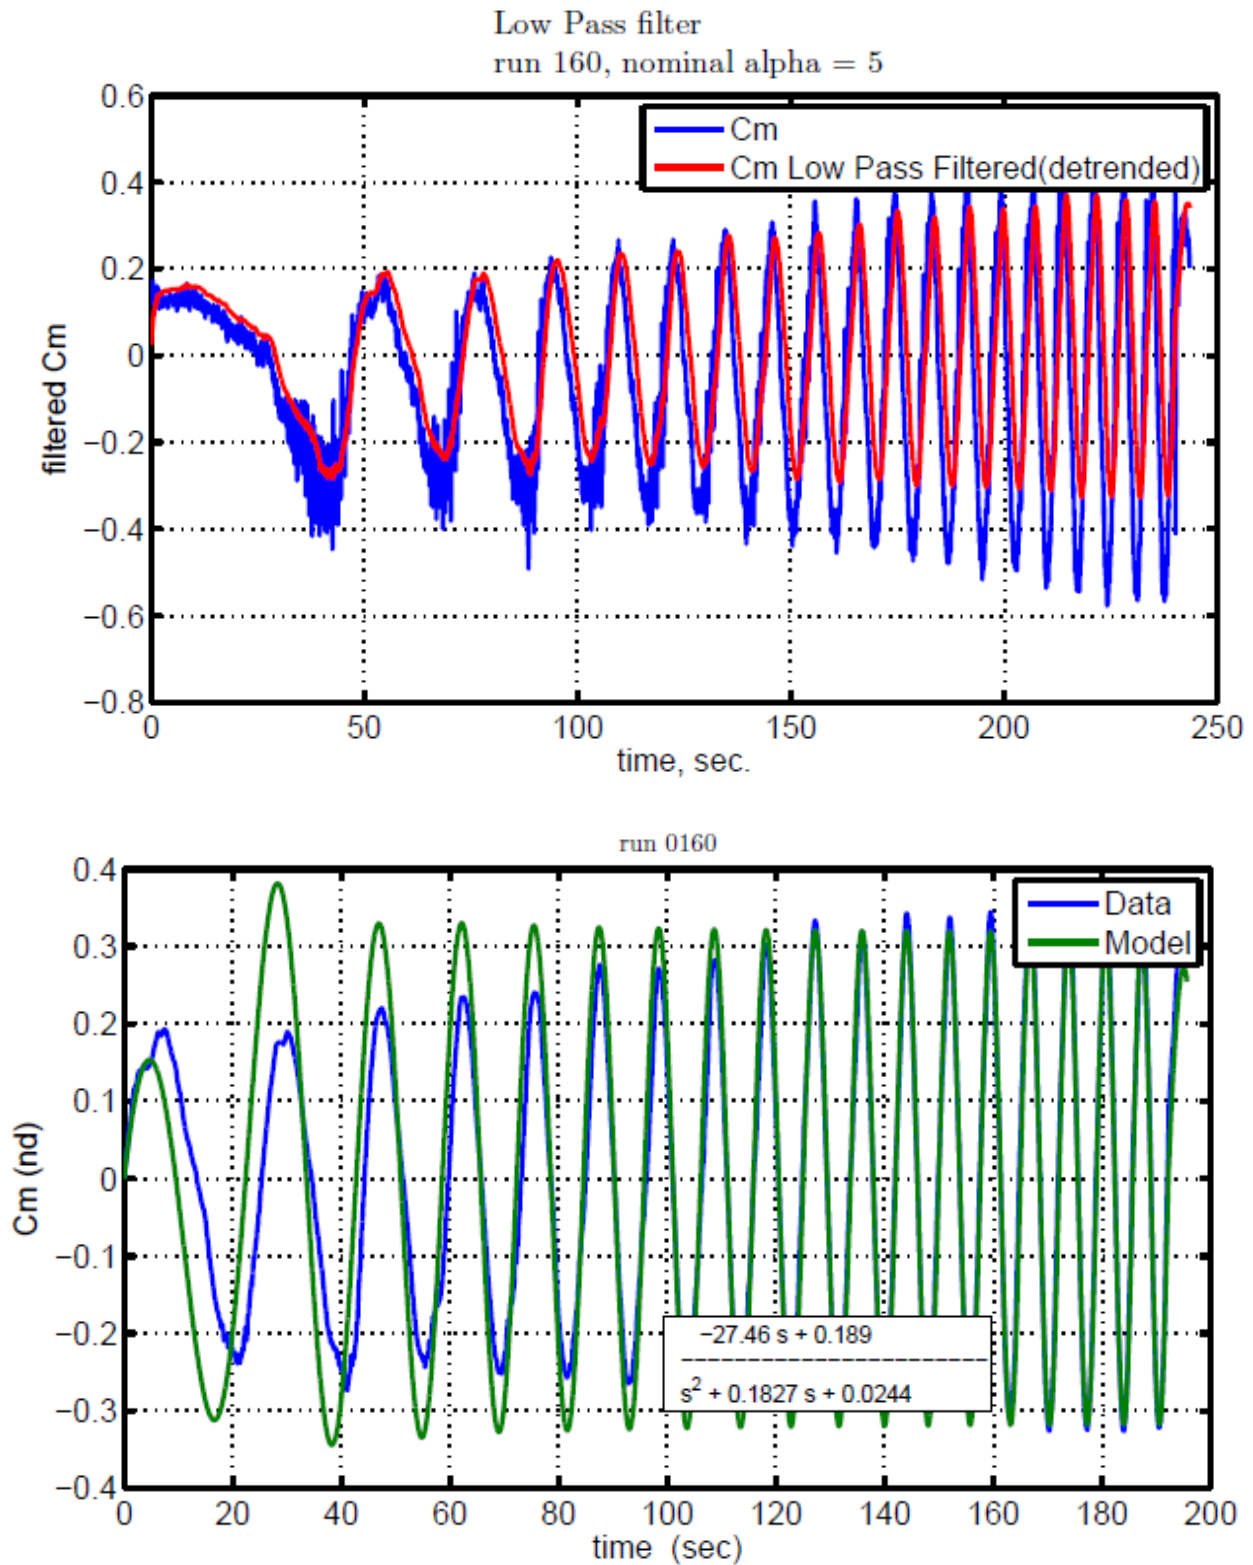 Low Pass filter
run 160, nominal alpha = 5
0.6
0.4
0.2
0
−0.2
−0.4
−0.6
−0.8
filtered Cm
Cm
Cm Low Pass Filtered(detrended)
0 50 100 150 200 250
time, sec.
run 0160
0.4
0.3
0.2
0.1
0
−0.1
−0.2
−0.3
−0.4
Cm (nd)
Data
Model
−27.46 s + 0.189
−−−−−−−−−−−−−−−−−−−−−−−
s² + 0.1827 s + 0.0244
0 20 40 60 80 100 120 140 160 180 200
time (sec)